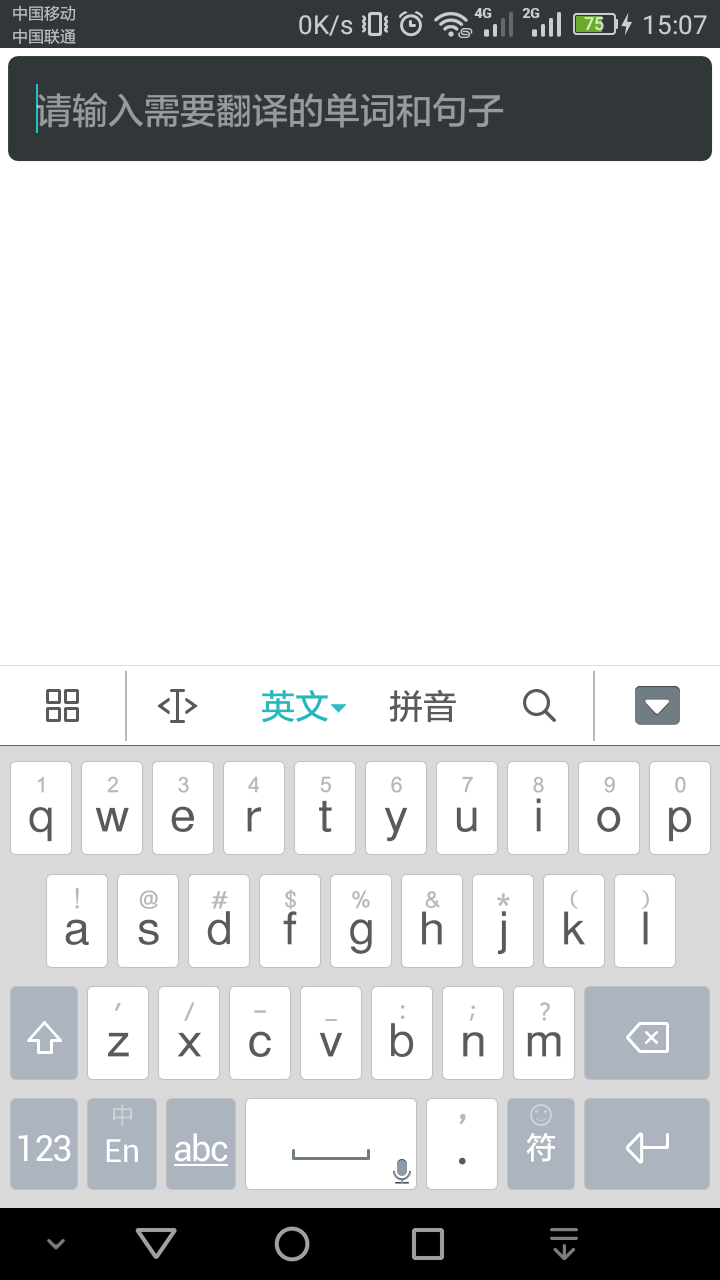 中国移动
中国联通
0K/s 4G 2G 75 15:07
请输入需要翻译的单词和句子
英文 拼音
1 2 3 4 5 6 7 8 9 0
q w e r t y u i o p
! @ # $ % & * ( )
a s d f g h j k l
' / - _ : ; ?
z x c v b n m
中 ,
123 En abc . 符